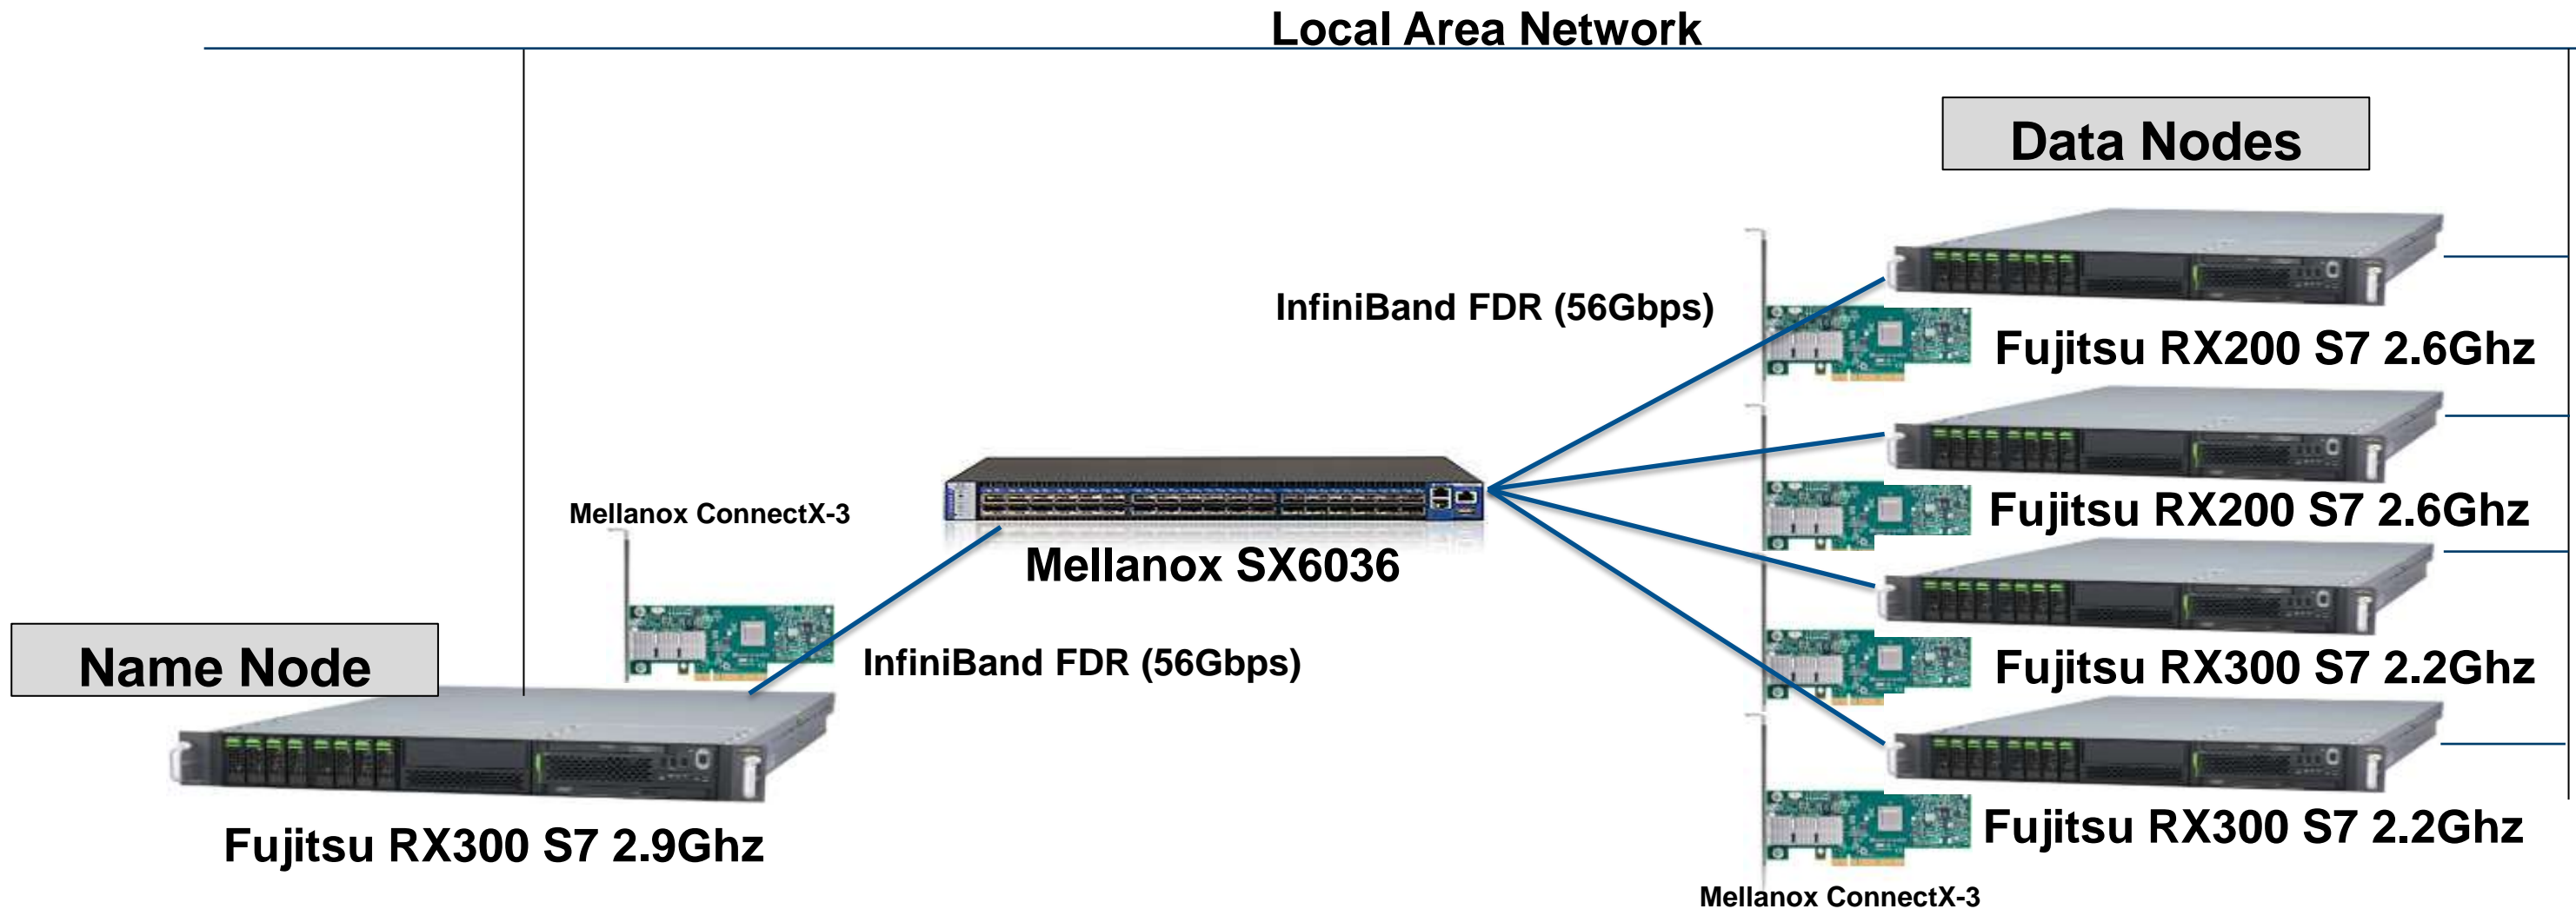 Local Area Network
Data Nodes
InfiniBand FDR (56Gbps)
Fujitsu RX200 S7 2.6Ghz
Fujitsu RX200 S7 2.6Ghz
Mellanox ConnectX-3
Mellanox SX6036
Name Node
InfiniBand FDR (56Gbps)
Fujitsu RX300 S7 2.2Ghz
Fujitsu RX300 S7 2.9Ghz
Fujitsu RX300 S7 2.2Ghz
Mellanox ConnectX-3